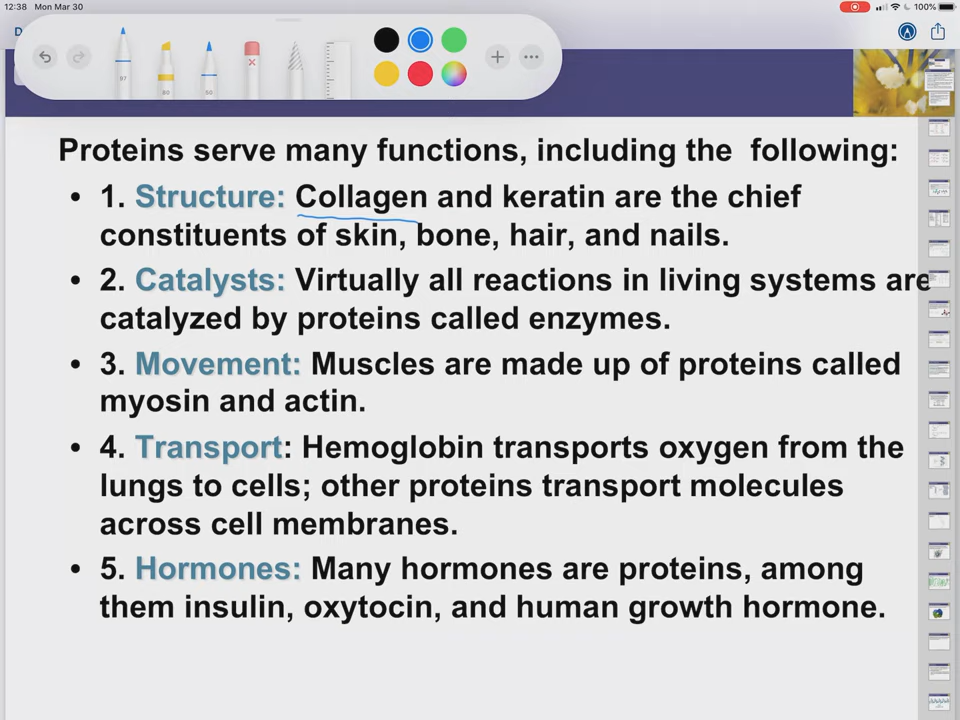 12:38 Mon Mar 30 100%
D
97 80 50
Proteins serve many functions, including the following:
• 1. Structure: Collagen and keratin are the chief
constituents of skin, bone, hair, and nails.
• 2. Catalysts: Virtually all reactions in living systems are
catalyzed by proteins called enzymes.
• 3. Movement: Muscles are made up of proteins called
myosin and actin.
• 4. Transport: Hemoglobin transports oxygen from the
lungs to cells; other proteins transport molecules
across cell membranes.
• 5. Hormones: Many hormones are proteins, among
them insulin, oxytocin, and human growth hormone.